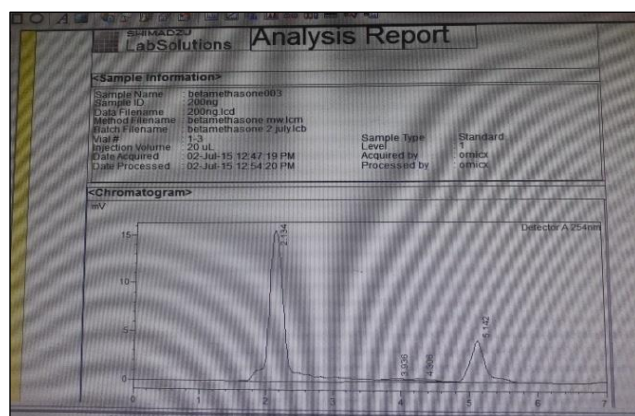 SHIMADZU
LabSolutions
Analysis Report
<Sample Information>
Sample Name : betamethasone003
Sample ID : 200ng
Data Filename : 200ng.lcd
Method Filename : betamethasone mw.lcm
Batch Filename : betamethasone 2 july.lcb
Vial # : 1-3 Sample Type : Standard
Injection Volume : 20 uL Level : 1
Date Acquired : 02-Jul-15 12:47:19 PM Acquired by : omicx
Date Processed : 02-Jul-15 12:54:20 PM Processed by : omicx
<Chromatogram>
mV
Detector A 254nm
15
2.134
10
5
5.142
3.936
4.306
0
0 1 2 3 4 5 6 7